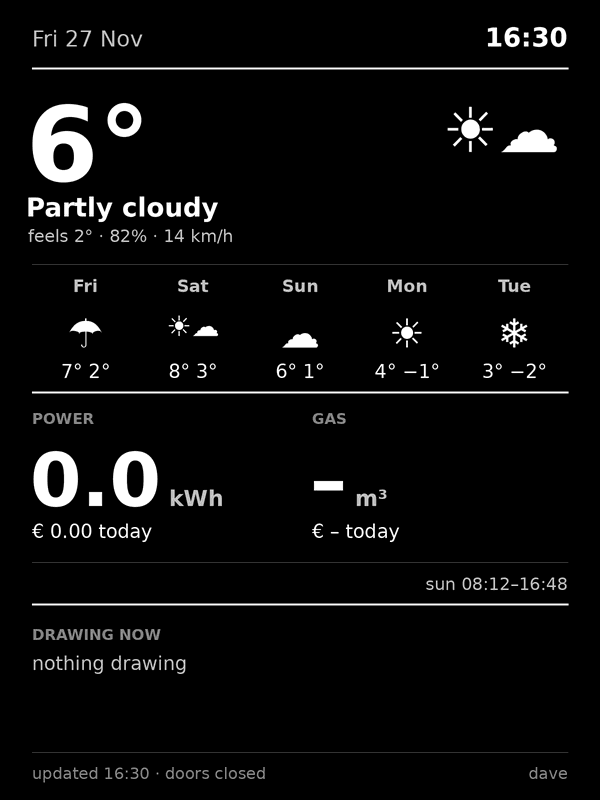 Fri 27 Nov 16:30
6°
Partly cloudy
feels 2° · 82% · 14 km/h
Fri Sat Sun Mon Tue
7° 2° 8° 3° 6° 1° 4° −1° 3° −2°
POWER GAS
0.0 kWh – m³
€ 0.00 today € – today
sun 08:12–16:48
DRAWING NOW
nothing drawing
updated 16:30 · doors closed dave